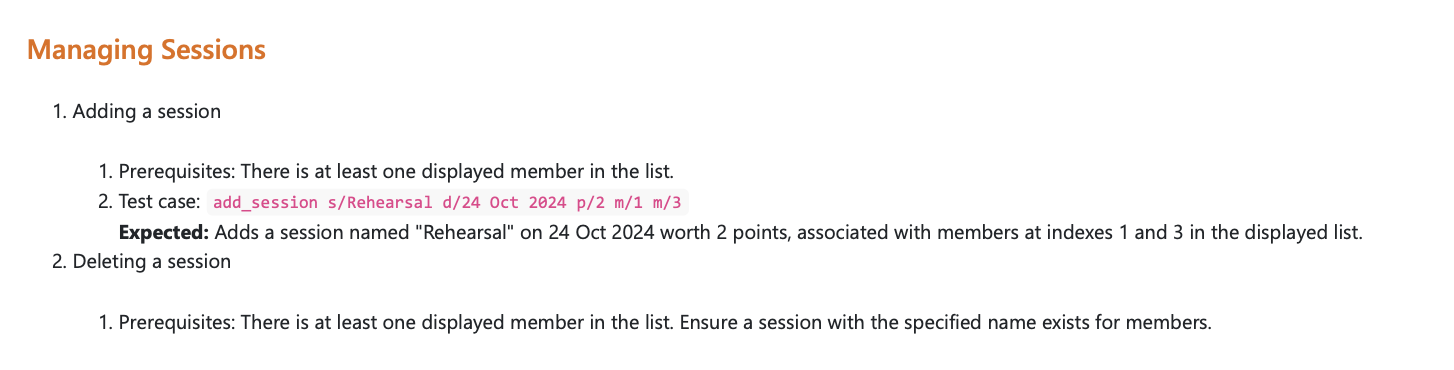 Managing Sessions
1. Adding a session
1. Prerequisites: There is at least one displayed member in the list.
2. Test case: add_session s/Rehearsal d/24 Oct 2024 p/2 m/1 m/3
Expected: Adds a session named "Rehearsal" on 24 Oct 2024 worth 2 points, associated with members at indexes 1 and 3 in the displayed list.
2. Deleting a session
1. Prerequisites: There is at least one displayed member in the list. Ensure a session with the specified name exists for members.